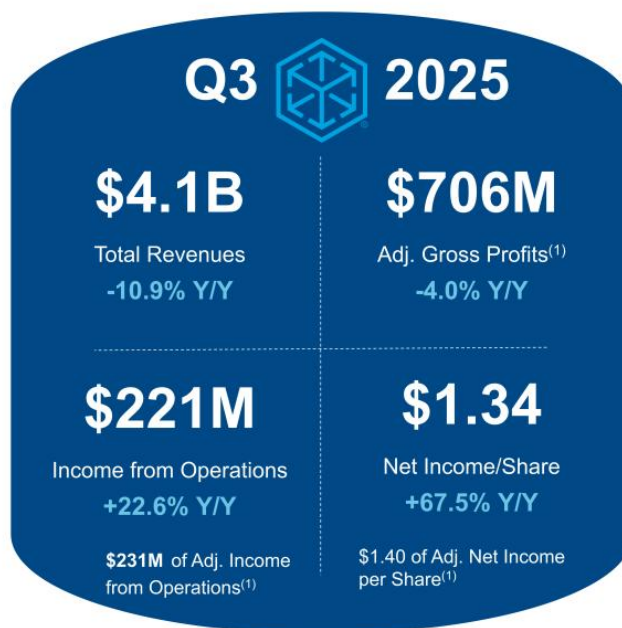 Q3 2025
$4.1B
Total Revenues
-10.9% Y/Y
$706M
Adj. Gross Profits(1)
-4.0% Y/Y
$221M
Income from Operations
+22.6% Y/Y
$231M of Adj. Income
from Operations(1)
$1.34
Net Income/Share
+67.5% Y/Y
$1.40 of Adj. Net Income
per Share(1)